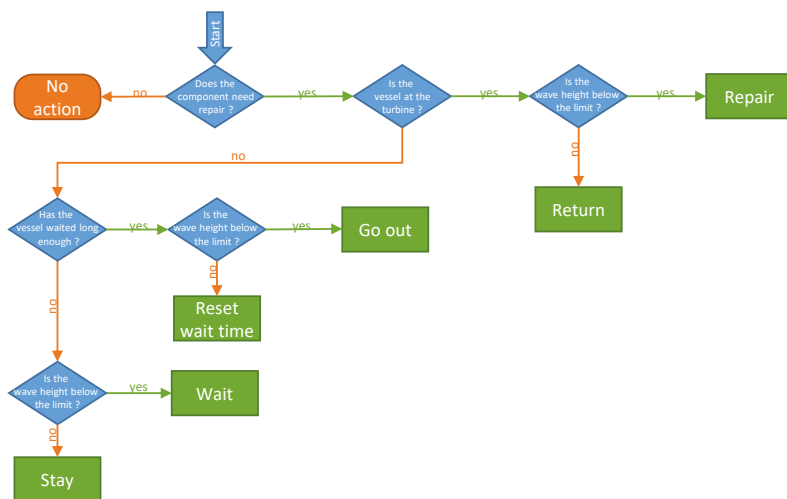 Start
No
action
no
Does the
component need
repair ?
yes
Is the
vessel at the
turbine ?
yes
Is the
wave height below
the limit ?
yes
Repair
no
no
Return
Has the
vessel waited long
enough ?
yes
Is the
wave height below
the limit ?
yes
Go out
no
no
Reset
wait time
Is the
wave height below
the limit ?
yes
Wait
no
Stay